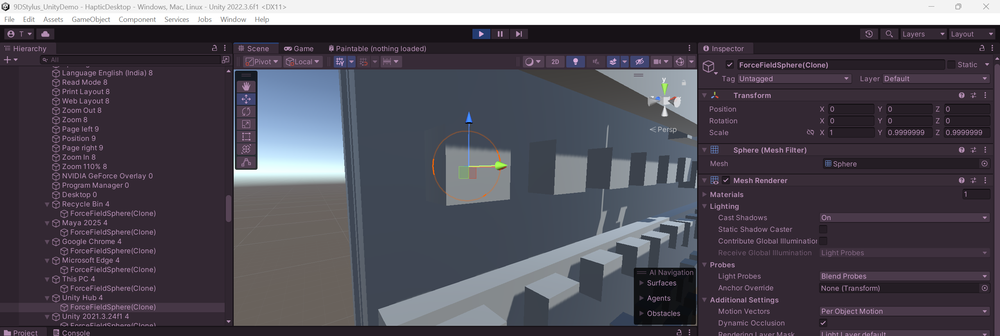 9DStylus_UnityDemo - HapticDesktop - Windows, Mac, Linux - Unity 2022.3.6f1 <DX11>
File Edit Assets GameObject Component Services Jobs Window Help
T Layers Layout
Hierarchy
All
Language English (India) 8
Read Mode 8
Print Layout 8
Web Layout 8
Zoom Out 8
Zoom 8
Page left 9
Position 9
Page right 9
Zoom In 8
Zoom 110% 8
NVIDIA GeForce Overlay 0
Program Manager 0
Desktop 0
Recycle Bin 4
ForceFieldSphere(Clone)
Maya 2025 4
ForceFieldSphere(Clone)
Google Chrome 4
ForceFieldSphere(Clone)
Microsoft Edge 4
ForceFieldSphere(Clone)
This PC 4
ForceFieldSphere(Clone)
Unity Hub 4
ForceFieldSphere(Clone)
Unity 2021.3.24f1 4
ForceFieldSphere(Clone)
Project Console
Scene Game Paintable (nothing loaded)
Pivot Local 2D
y
z x
Persp
AI Navigation
Surfaces
Agents
Obstacles
Inspector
ForceFieldSphere(Clone) Static
Tag Untagged Layer Default
Transform
Position X 0 Y 0 Z 0
Rotation X 0 Y 0 Z 0
Scale X 1 Y 0.9999999 Z 0.9999999
Sphere (Mesh Filter)
Mesh Sphere
Mesh Renderer
Materials 1
Lighting
Cast Shadows On
Static Shadow Caster
Contribute Global Illumination
Receive Global Illumination Light Probes
Probes
Light Probes Blend Probes
Anchor Override None (Transform)
Additional Settings
Motion Vectors Per Object Motion
Dynamic Occlusion
Rendering Layer Mask Light Layer default